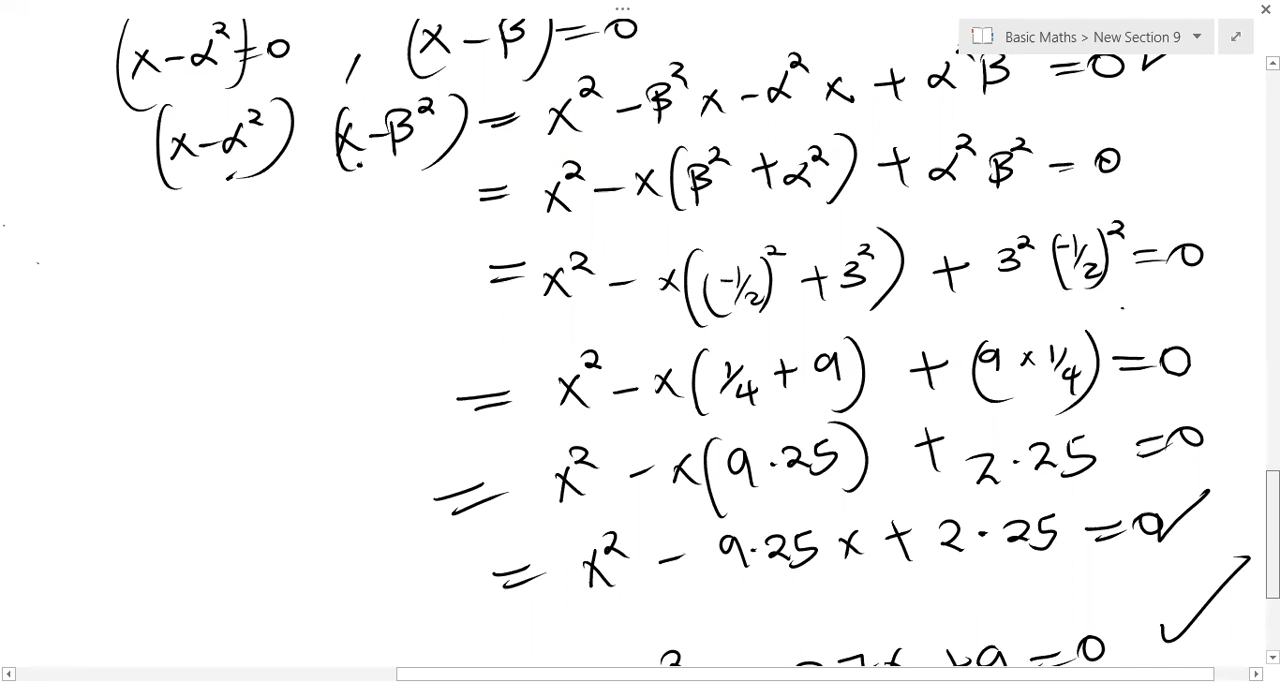 Basic Maths > New Section 9
(x-α²)=0 , (x-β)=0
(x-α²) (x-β²) = x² - β²x - α²x + α²β =0
= x² - x(β² + α²) + α²β² = 0
= x² - x((-1/2)² + 3²) + 3² (-1/2)² = 0
= x² - x(1/4 + 9) + (9 x 1/4) = 0
= x² - x(9.25) + 2.25 = 0
= x² - 9.25x + 2.25 = 0